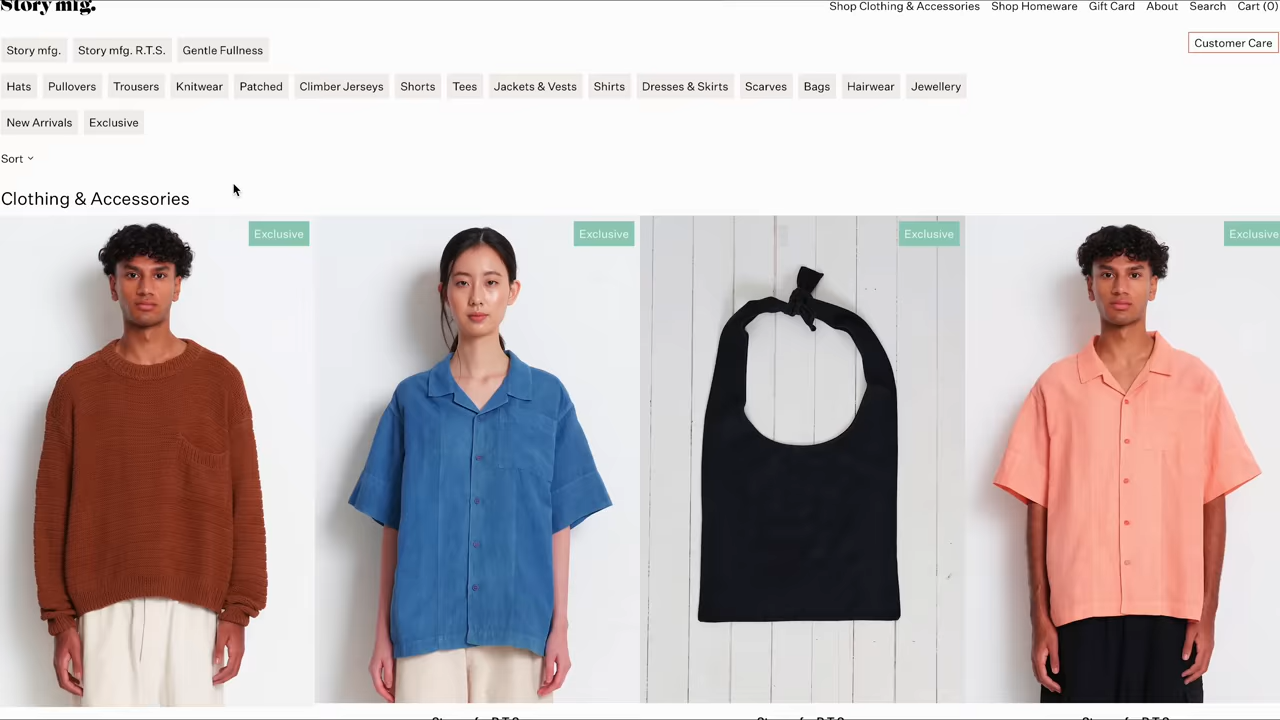 Story mfg.
Shop Clothing & Accessories Shop Homeware Gift Card About Search Cart (0)
Story mfg. Story mfg. R.T.S. Gentle Fullness
Customer Care
Hats Pullovers Trousers Knitwear Patched Climber Jerseys Shorts Tees Jackets & Vests Shirts Dresses & Skirts Scarves Bags Hairwear Jewellery
New Arrivals Exclusive
Sort
Clothing & Accessories
Exclusive Exclusive Exclusive Exclusive